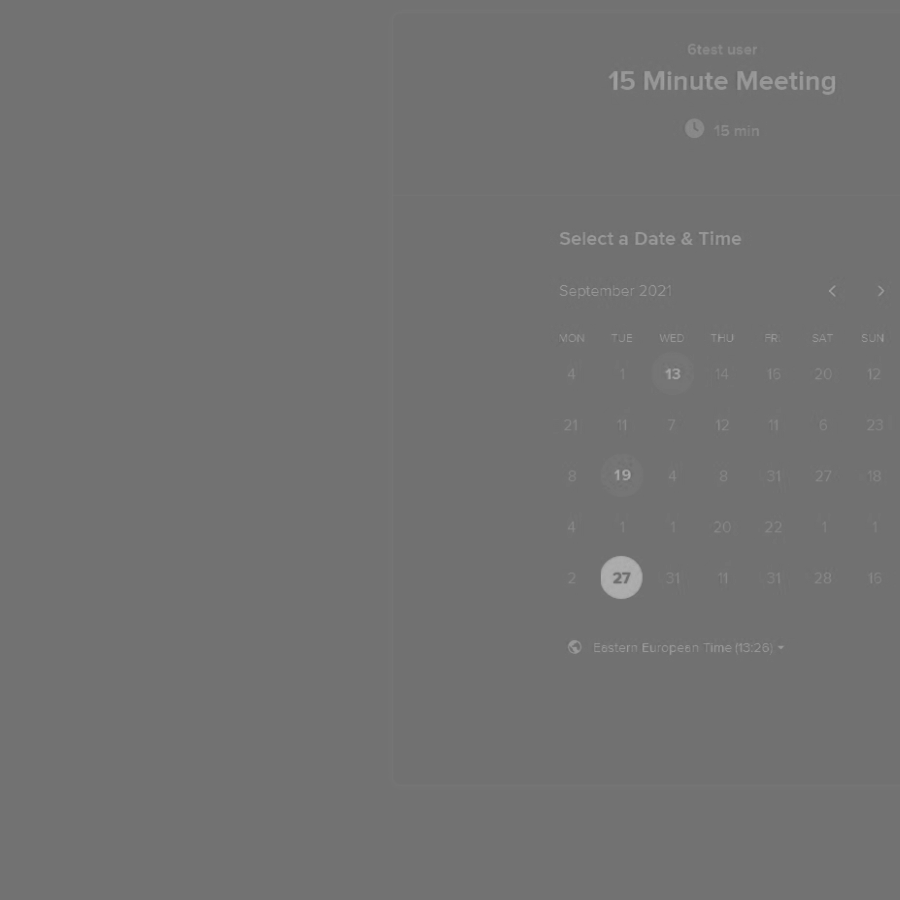 6test user
15 Minute Meeting
15 min
Select a Date & Time
September 2021
MON TUE WED THU FRI SAT SUN
4 1 13 14 15 20 12
21 11 7 12 11 6 23
8 19 4 8 31 27 18
4 1 1 20 22 1 1
2 27 31 11 31 28 15
Eastern European Time (13:26)